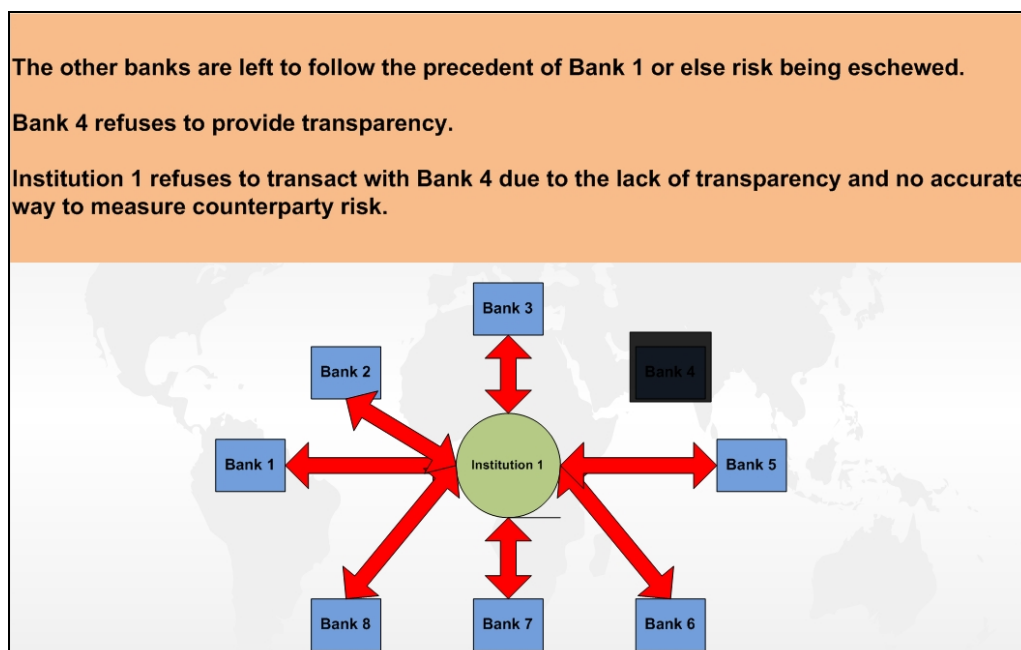 The other banks are left to follow the precedent of Bank 1 or else risk being eschewed.
Bank 4 refuses to provide transparency.
Institution 1 refuses to transact with Bank 4 due to the lack of transparency and no accurate
way to measure counterparty risk.
Bank 3
Bank 2
Bank 4
Bank 1
Institution 1
Bank 5
Bank 8
Bank 7
Bank 6